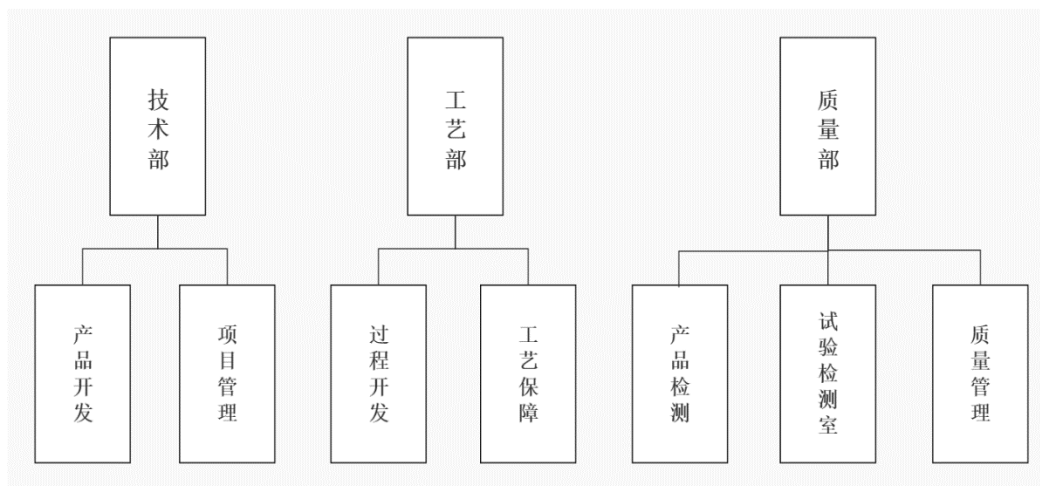 技术部
工艺部
质量部
产品开发
项目管理
过程开发
工艺保障
产品检测
试验检测室
质量管理